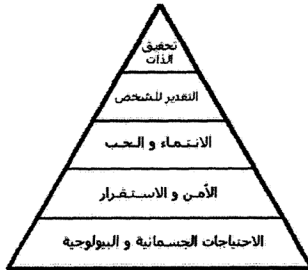 تحقيق
الذات
التقدير للشخص
الانتماء و الحب
الأمن و الاستقرار
الاحتياجات الجسمانية و البيولوجية